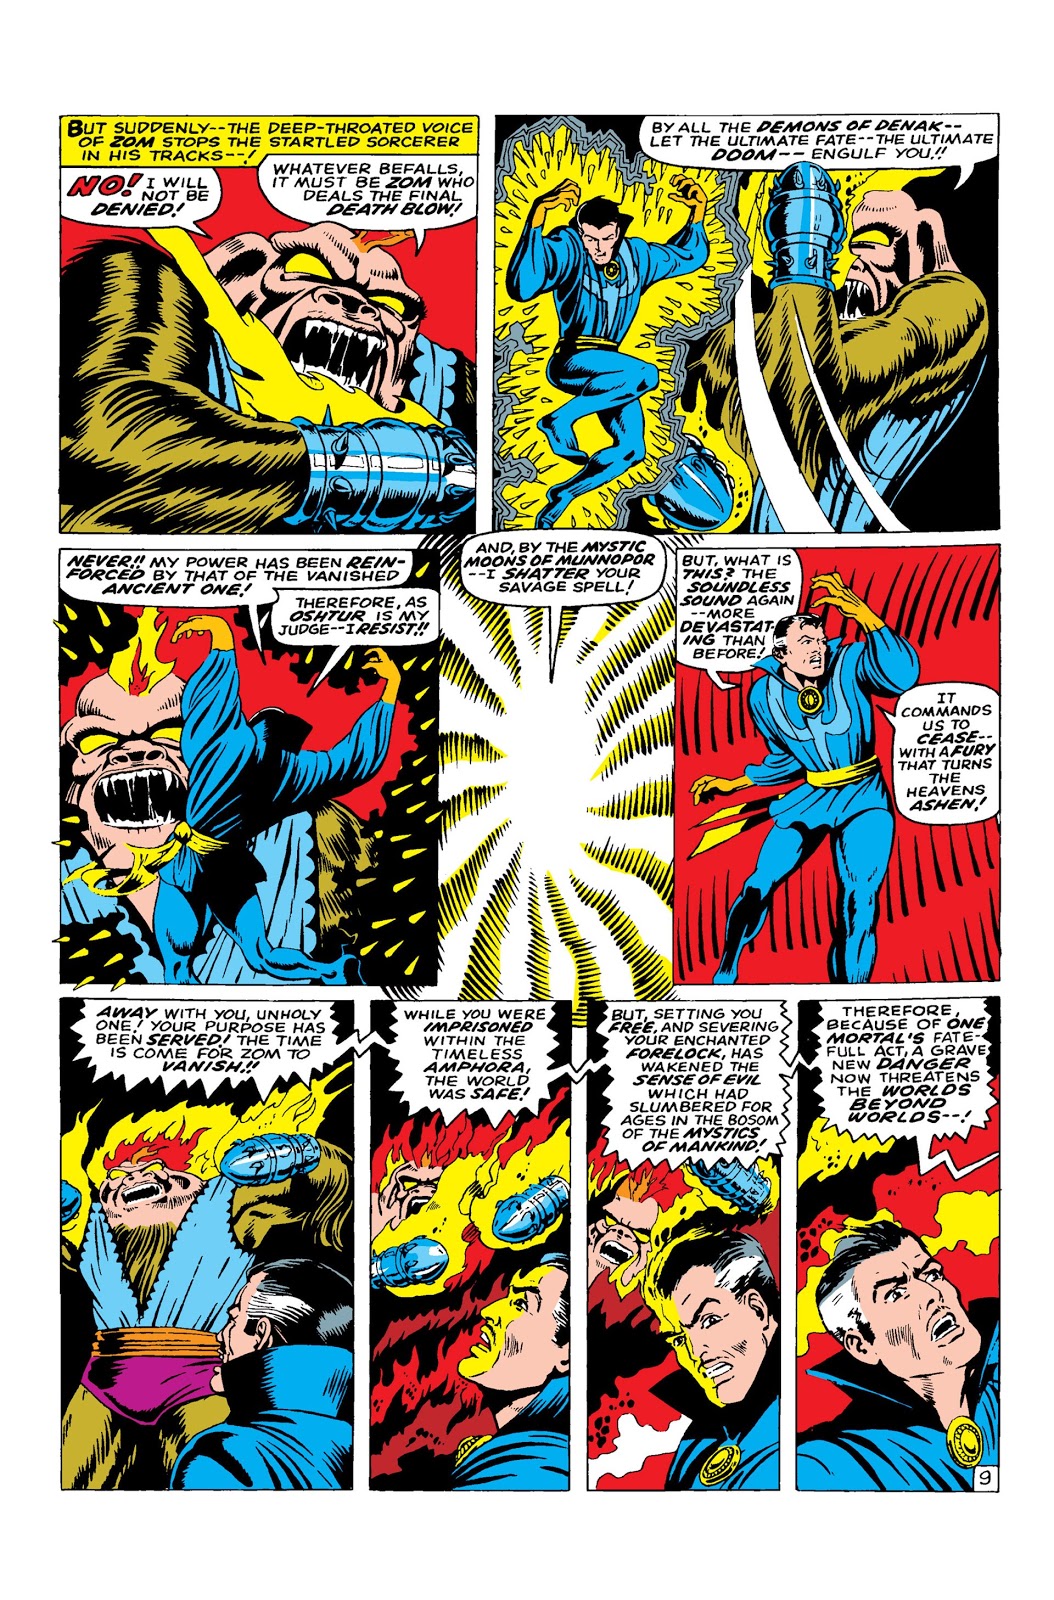 BUT SUDDENLY--THE DEEP-THROATED VOICE
OF ZOM STOPS THE STARTLED SORCERER
IN HIS TRACKS--!
NO! I WILL
NOT BE
DENIED!
WHATEVER BEFALLS,
IT MUST BE ZOM WHO
DEALS THE FINAL
DEATH BLOW!
BY ALL THE DEMONS OF DENAK--
LET THE ULTIMATE FATE--THE ULTIMATE
DOOM-- ENGULF YOU!!
NEVER!! MY POWER HAS BEEN REIN-
FORCED BY THAT OF THE VANISHED
ANCIENT ONE!
THEREFORE, AS
OSHTUR IS MY
JUDGE--I RESIST!!
AND, BY THE MYSTIC
MOONS OF MUNNOPOR
--I SHATTER YOUR
SAVAGE SPELL!
BUT, WHAT IS
THIS? THE
SOUNDLESS
SOUND AGAIN
--MORE
DEVASTAT-
ING THAN
BEFORE!
IT
COMMANDS
US TO
CEASE--
WITH A FURY
THAT TURNS
THE
HEAVENS
ASHEN!
AWAY WITH YOU, UNHOLY
ONE! YOUR PURPOSE HAS
BEEN SERVED! THE TIME
IS COME FOR ZOM TO
VANISH!!
WHILE YOU WERE
IMPRISONED
WITHIN THE
TIMELESS
AMPHORA,
THE WORLD
WAS SAFE!
BUT, SETTING YOU
FREE, AND SEVERING
YOUR ENCHANTED
FORELOCK, HAS
WAKENED THE
SENSE OF EVIL
WHICH HAD
SLUMBERED FOR
AGES IN THE BOSOM
OF THE MYSTICS
OF MANKIND!
THEREFORE,
BECAUSE OF ONE
MORTAL'S FATE-
FULL ACT, A GRAVE
NEW DANGER
NOW THREATENS
THE WORLDS
BEYOND
WORLDS--!
9